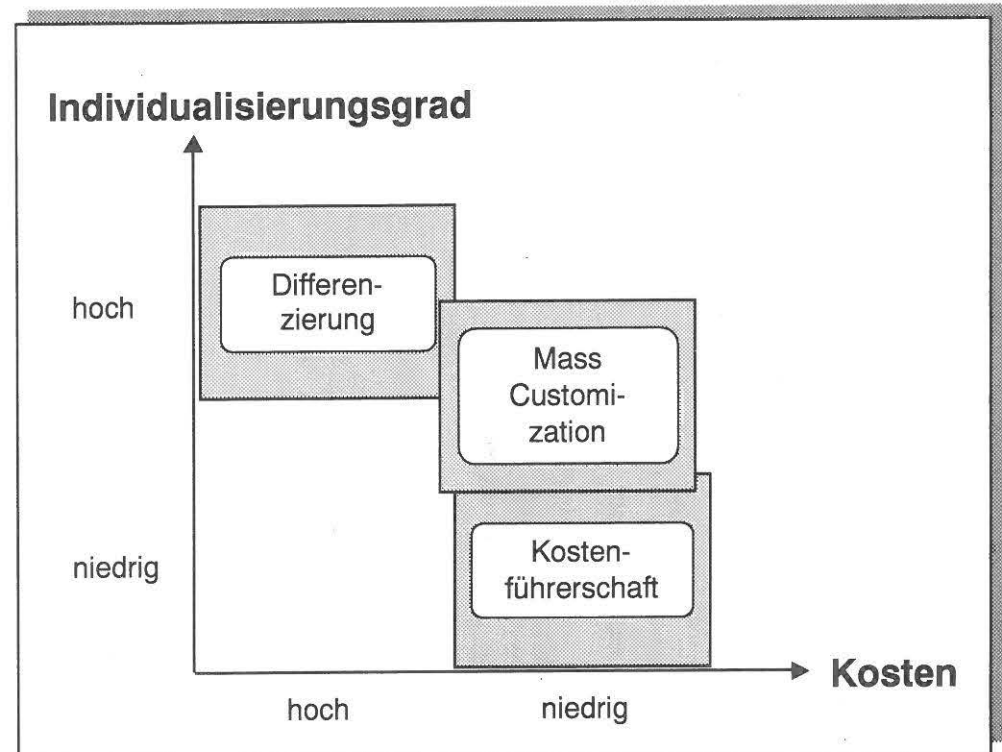 Individualisierungsgrad
hoch
Differen-
zierung
Mass
Customi-
zation
niedrig
Kosten-
führerschaft
Kosten
hoch
niedrig